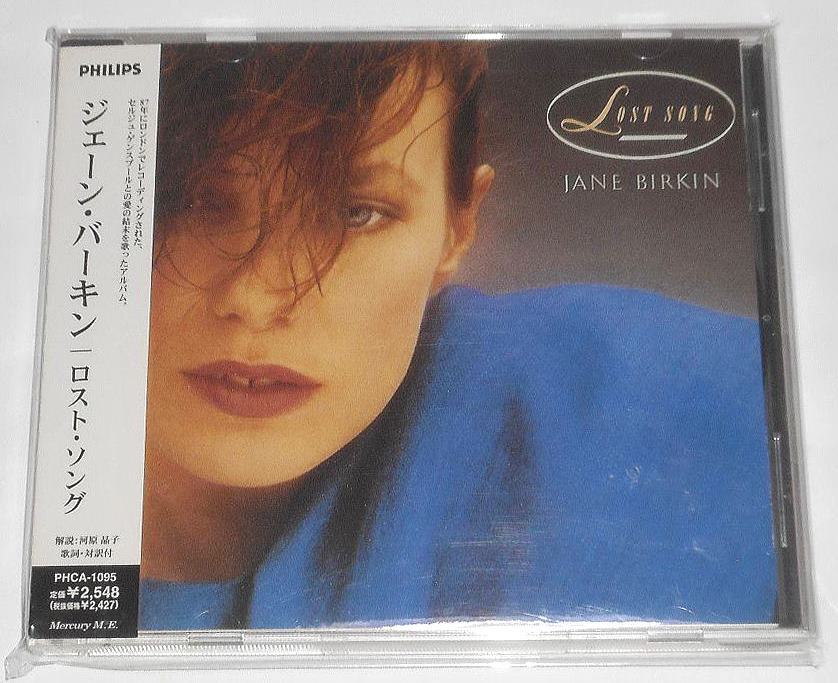 PHILIPS
87年にロンドンでレコーディングされた、
セルジュ・ゲンスブールとの愛の結末を歌ったアルバム。
ジェーン・バーキン｜ロスト・ソング
解説:河原 晶子
歌詞・対訳付
PHCA-1095
定価¥2,548
(税抜価格¥2,427)
Mercury M.E.
LOST SONG
JANE BIRKIN